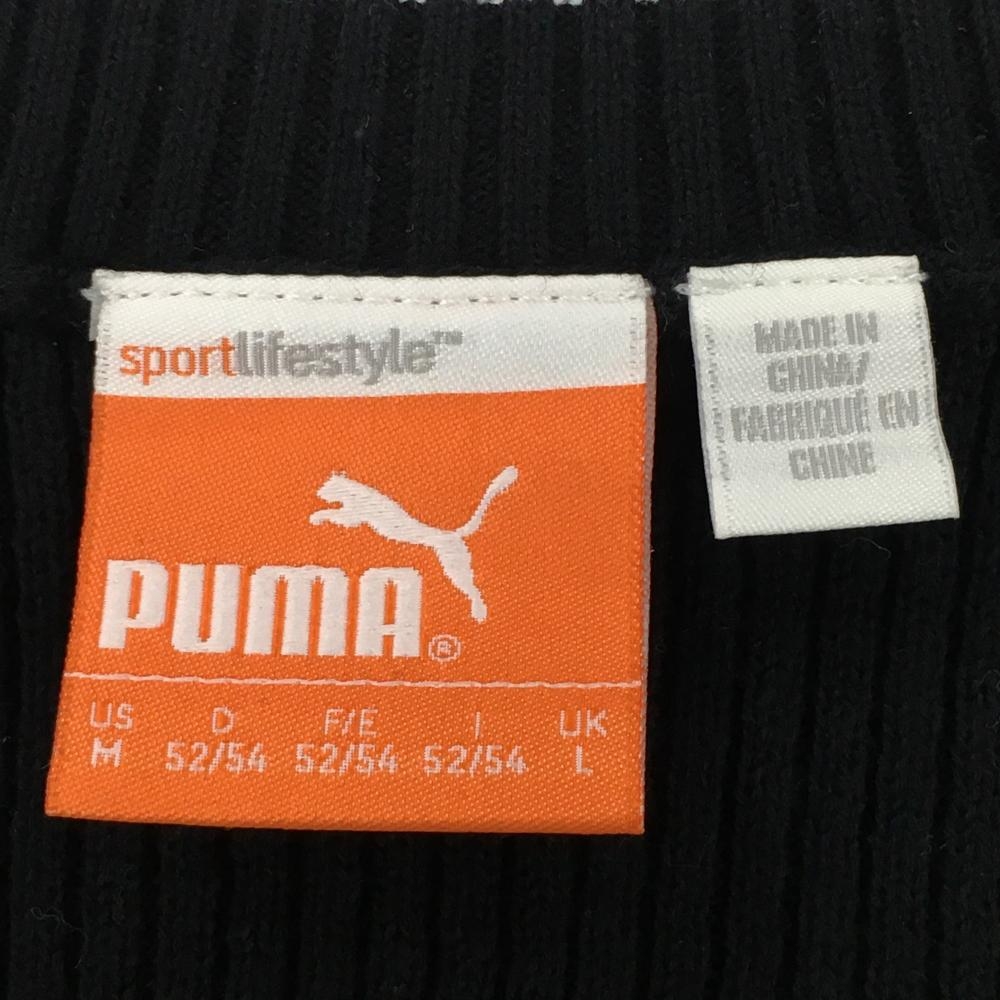 sportlifestyle™
PUMA®
US D F/E I UK
M 52/54 52/54 52/54 L
MADE IN
CHINA/
FABRIQUÉ EN
CHINE